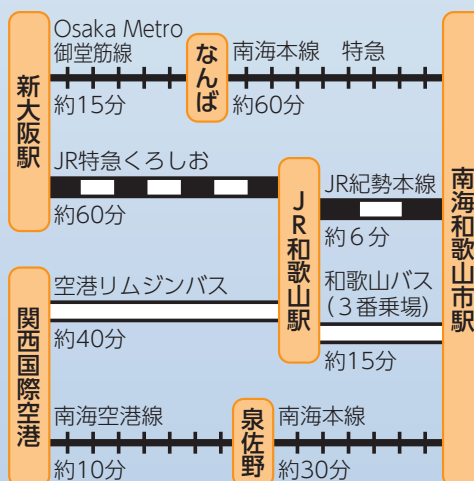 新大阪駅
Osaka Metro
御堂筋線
約15分
なんば
南海本線　特急
約60分
JR特急くろしお
約60分
JR和歌山駅
JR紀勢本線
約6分
和歌山バス
(3番乗場)
約15分
南海和歌山市駅
関西国際空港
空港リムジンバス
約40分
南海空港線
約10分
泉佐野
南海本線
約30分